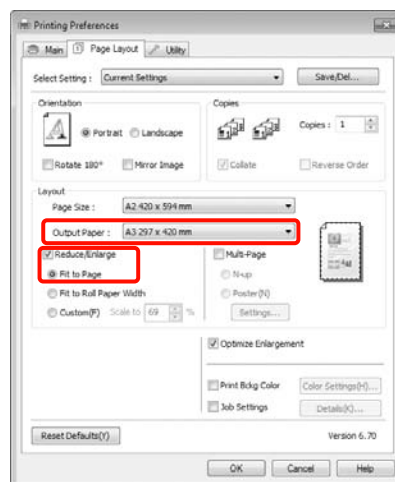 Printing Preferences
Main Page Layout Utility
Select Setting : Current Settings Save/Del...
Orientation Copies
Portrait Landscape Copies : 1
Rotate 180° Mirror Image Collate Reverse Order
Layout
Page Size : A2 420 x 594 mm
Output Paper : A3 297 x 420 mm
Reduce/Enlarge Multi-Page
Fit to Page N-up
Fit to Roll Paper Width Poster(N)
Custom(F) Scale to 69 % Settings...
Optimize Enlargement
Print Bckg Color Color Settings(H)...
Job Settings Details(K)...
Reset Defaults(Y) Version 6.70
OK Cancel Help